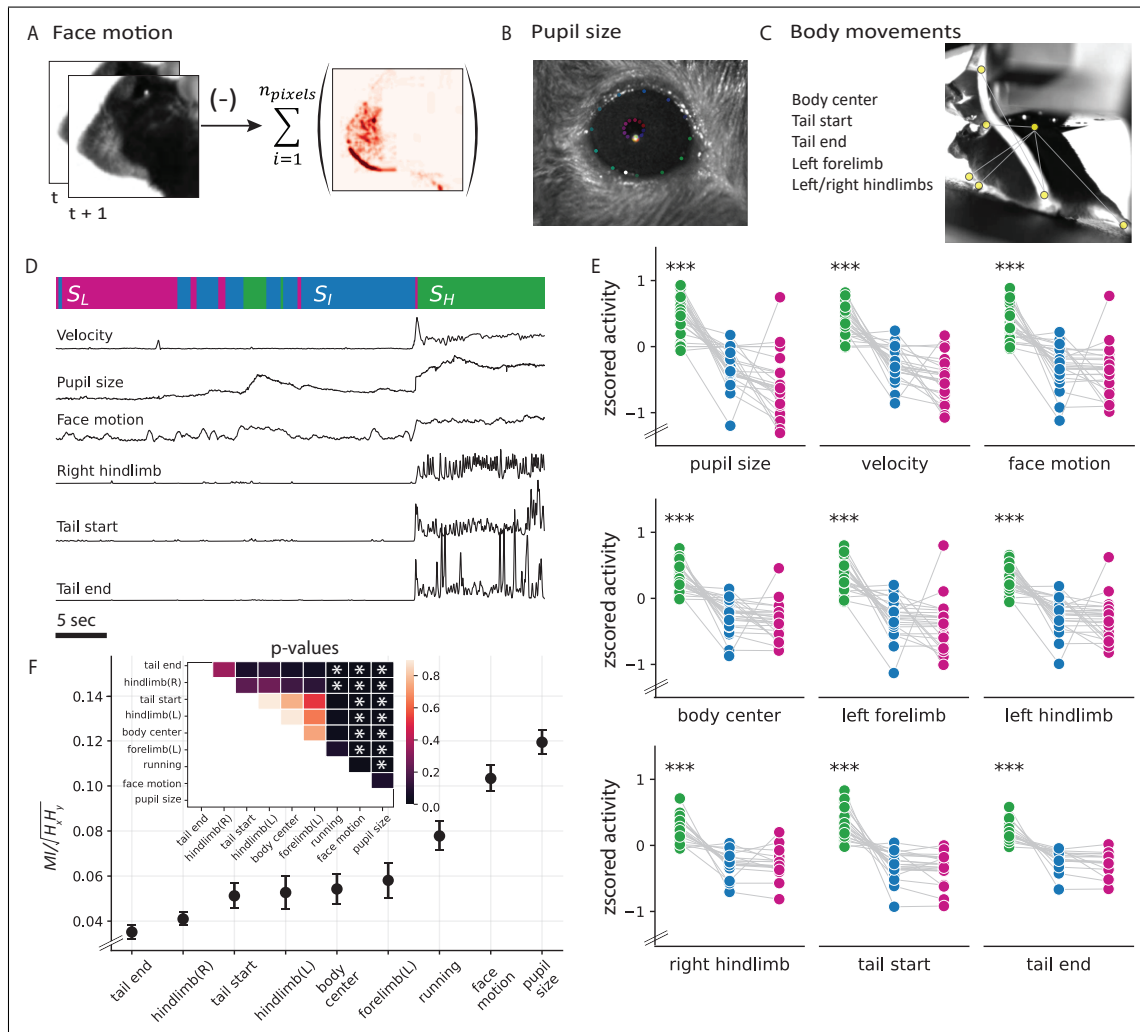 A Face motion
t
t + 1
(-)
n_pixels
∑
i=1
B Pupil size
C Body movements
Body center
Tail start
Tail end
Left forelimb
Left/right hindlimbs
D
S_L S_I S_H
Velocity
Pupil size
Face motion
Right hindlimb
Tail start
Tail end
5 sec
E
zscored activity
1
0
−1
*** *** ***
pupil size velocity face motion
zscored activity
1
0
−1
*** *** ***
body center left forelimb left hindlimb
zscored activity
1
0
−1
*** *** ***
right hindlimb tail start tail end
F
MI/√H_xH_y
0.14
0.12
0.10
0.08
0.06
0.04
tail end
hindlimb(R)
tail start
hindlimb(L)
body
center
forelimb(L)
running
face
motion
pupil
size
p-values
tail end
hindlimb(R)
tail start
hindlimb(L)
body center
forelimb(L)
running
face motion
pupil size
* * *
* * *
* *
* *
* *
* *
*
tail end
hindlimb(R)
tail start
hindlimb(L)
body center
forelimb(L)
running
face motion
pupil size
0.8
0.6
0.4
0.2
0.0